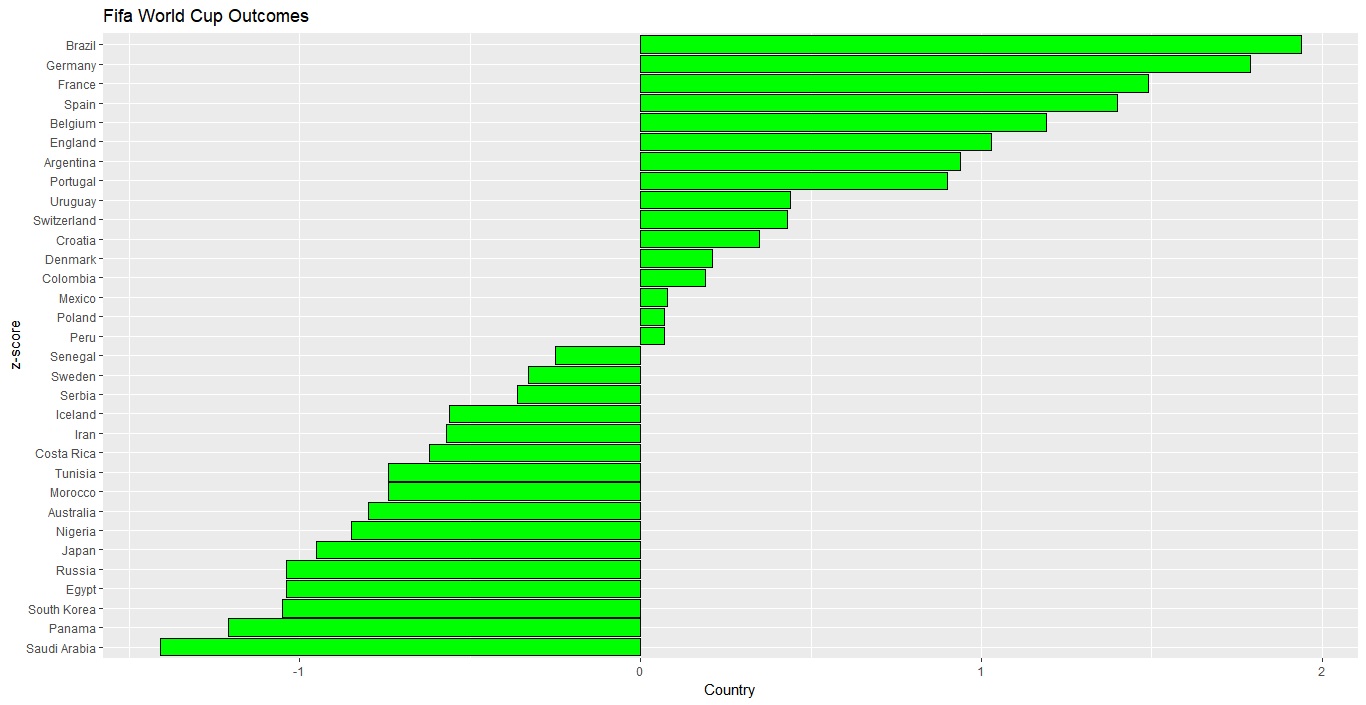 Fifa World Cup Outcomes
Brazil
Germany
France
Spain
Belgium
England
Argentina
Portugal
Uruguay
Switzerland
Croatia
Denmark
Colombia
Mexico
Poland
Peru
Senegal
Sweden
Serbia
Iceland
Iran
Costa Rica
Tunisia
Morocco
Australia
Nigeria
Japan
Russia
Egypt
South Korea
Panama
Saudi Arabia
z-score
-1 0 1 2
Country